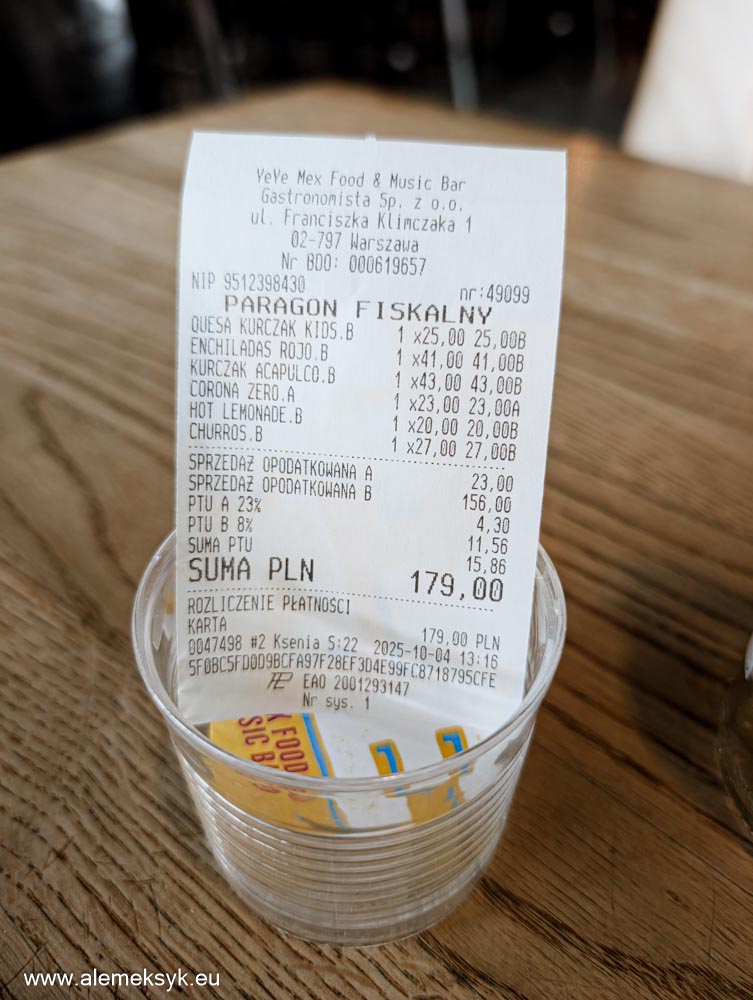 YeYe Mex Food & Music Bar
Gastronomista Sp. z o.o.
ul. Franciszka Klimczaka 1
02-797 Warszawa
Nr BDO: 000619657
NIP 9512398430 nr:49099
PARAGON FISKALNY
QUESA KURCZAK KIDS.B 1 x25,00 25,00B
ENCHILADAS ROJO.B 1 x41,00 41,00B
KURCZAK ACAPULCO.B 1 x43,00 43,00B
CORONA ZERO.A 1 x23,00 23,00A
HOT LEMONADE.B 1 x20,00 20,00B
CHURROS.B 1 x27,00 27,00B
SPRZEDAŻ OPODATKOWANA A 23,00
SPRZEDAŻ OPODATKOWANA B 156,00
PTU A 23% 4,30
PTU B 8% 11,56
SUMA PTU 15,86
SUMA PLN 179,00
ROZLICZENIE PŁATNOŚCI
KARTA 179,00 PLN
0047498 #2 Ksenia S:22 2025-10-04 13:16
5F0BC5FD0D9BCFA97F28EF3D4E99FC8718795CFE
EAO 2001293147
Nr sys. 1
FOOD
www.alemeksyk.eu